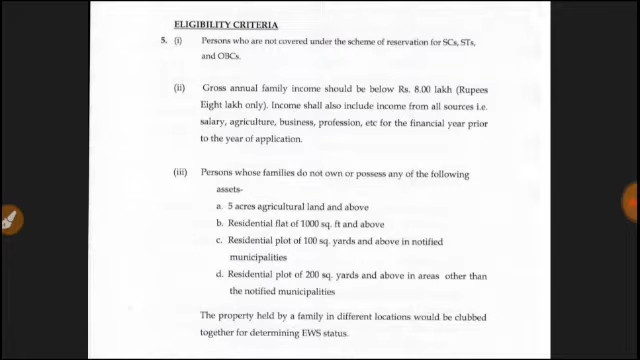 ELIGIBILITY CRITERIA
5. (i) Persons who are not covered under the scheme of reservation for SCs, STs,
and OBCs.
(ii) Gross annual family income should be below Rs. 8.00 lakh (Rupees
Eight lakh only). Income shall also include income from all sources i.e.
salary, agriculture, business, profession, etc for the financial year prior
to the year of application.
(iii) Persons whose families do not own or possess any of the following
assets-
a. 5 acres agricultural land and above
b. Residential flat of 1000 sq. ft and above
c. Residential plot of 100 sq. yards and above in notified
municipalities
d. Residential plot of 200 sq. yards and above in areas other than
the notified municipalities
The property held by a family in different locations would be clubbed
together for determining EWS status.